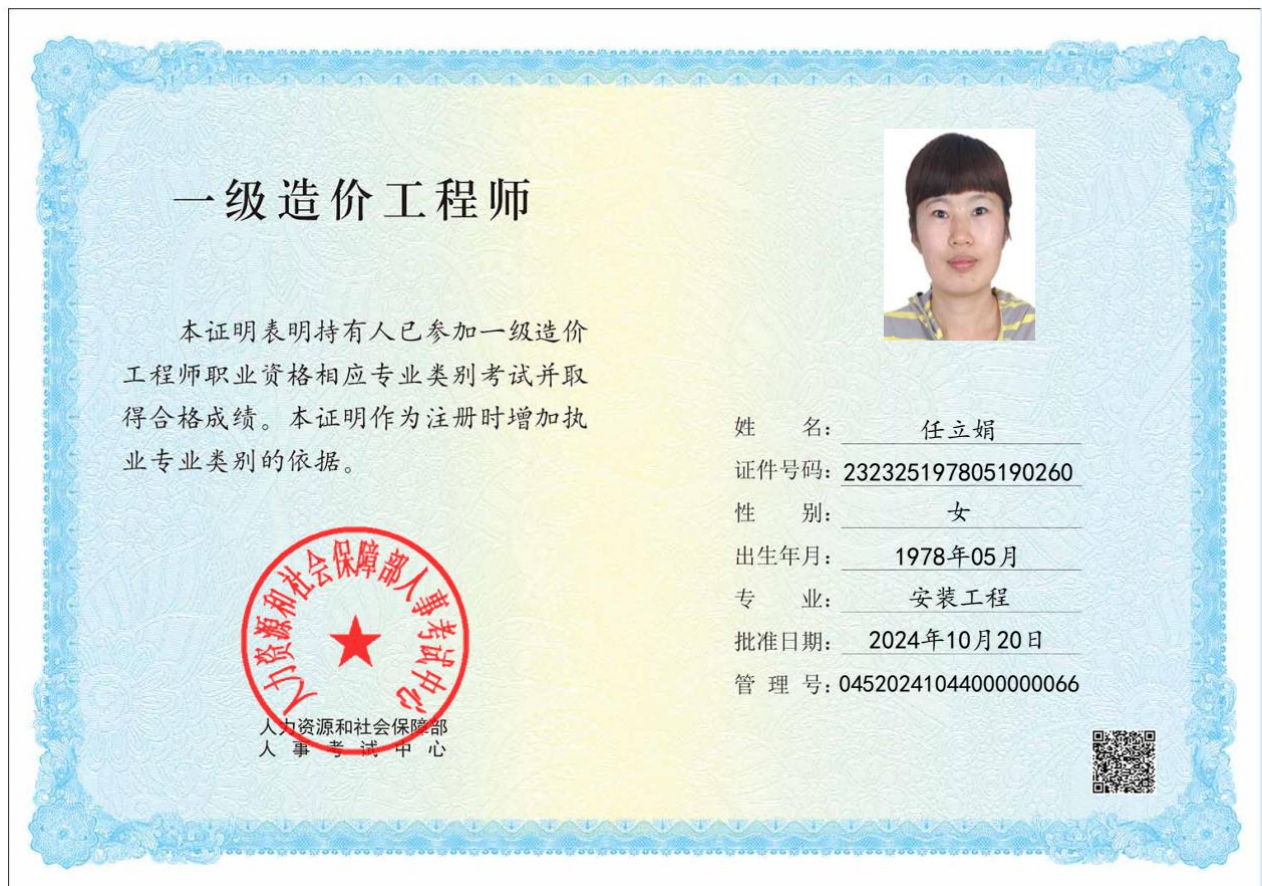 一级造价工程师
本证明表明持有人已参加一级造价
工程师职业资格相应专业类别考试并取
得合格成绩。本证明作为注册时增加执
业专业类别的依据。
人力资源和社会保障部人事考试中心
人力资源和社会保障部
人事考试中心
姓名：任立娟
证件号码：232325197805190260
性别：女
出生年月：1978年05月
专业：安装工程
批准日期：2024年10月20日
管理号：04520241044000000066